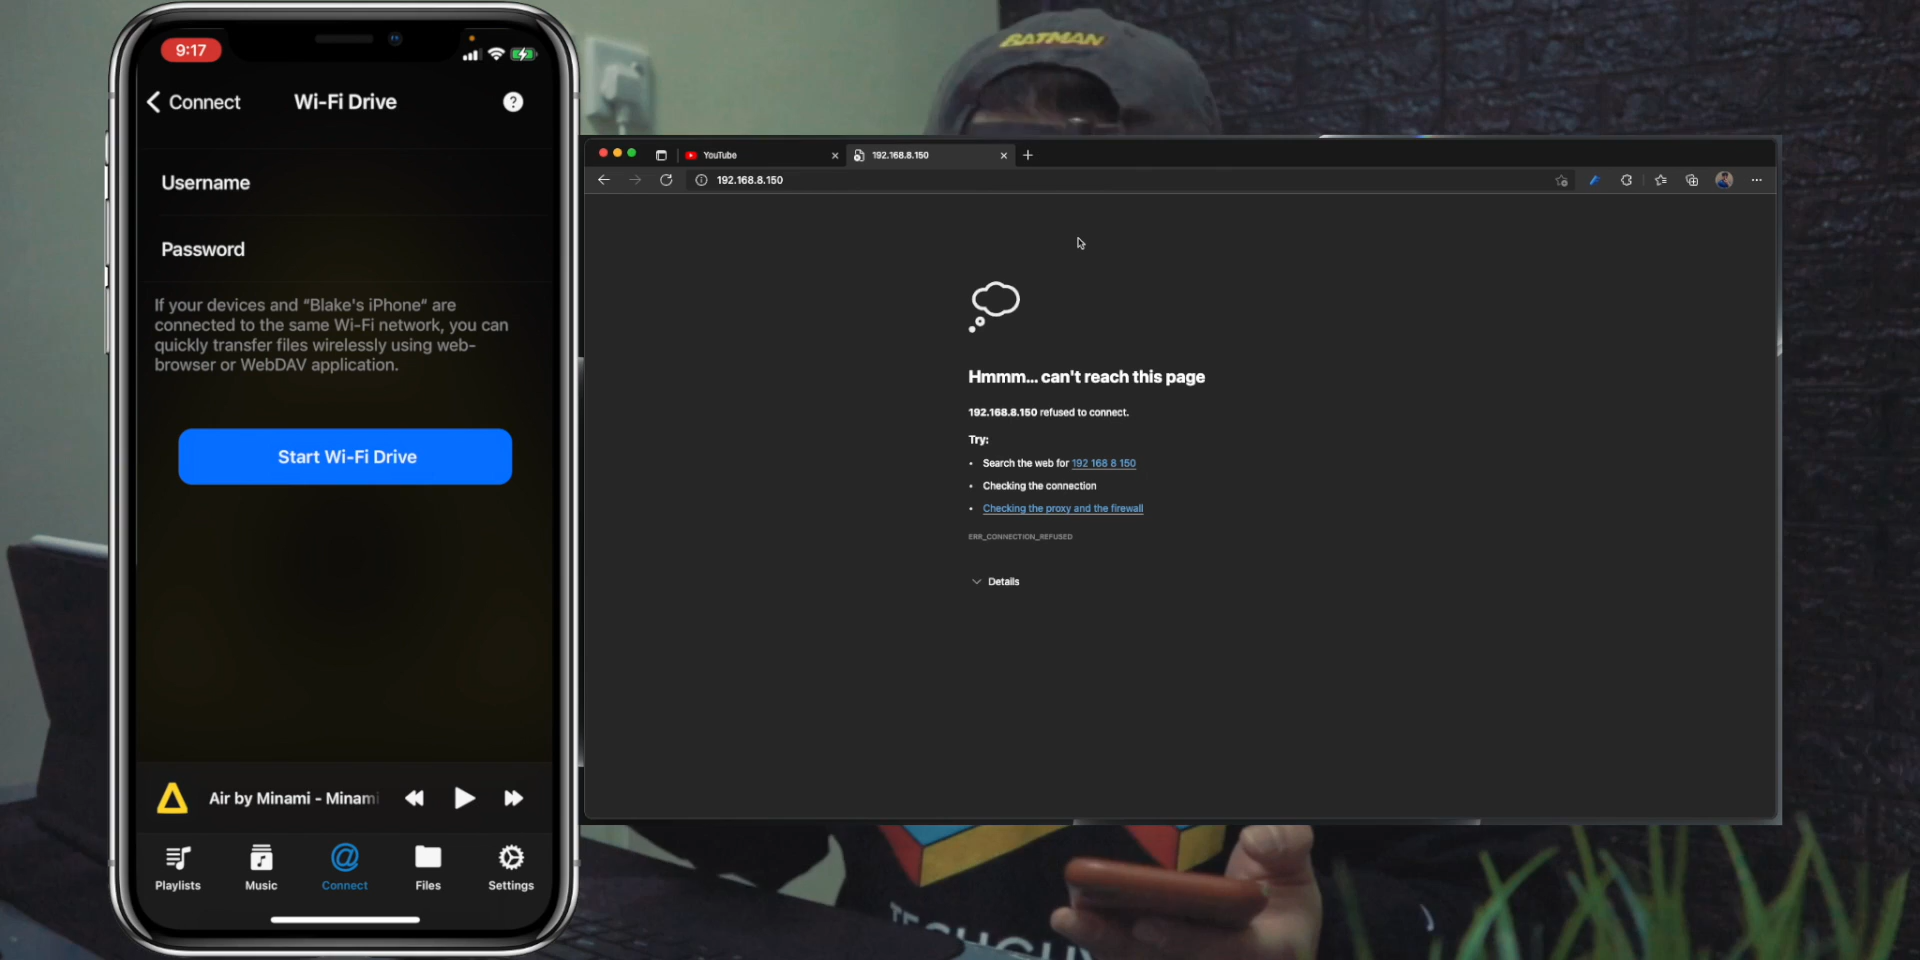 BATMAN
9:17
Connect
Wi-Fi Drive
?
Username
Password
If your devices and “Blake's iPhone” are
connected to the same Wi-Fi network, you can
quickly transfer files wirelessly using web-
browser or WebDAV application.
Start Wi-Fi Drive
Air by Minami - Minami
Playlists
Music
Connect
Files
Settings
YouTube
192.168.8.150
192.168.8.150
Hmmm... can't reach this page
192.168.8.150 refused to connect.
Try:
• Search the web for 192 168 8 150
• Checking the connection
• Checking the proxy and the firewall
ERR_CONNECTION_REFUSED
Details